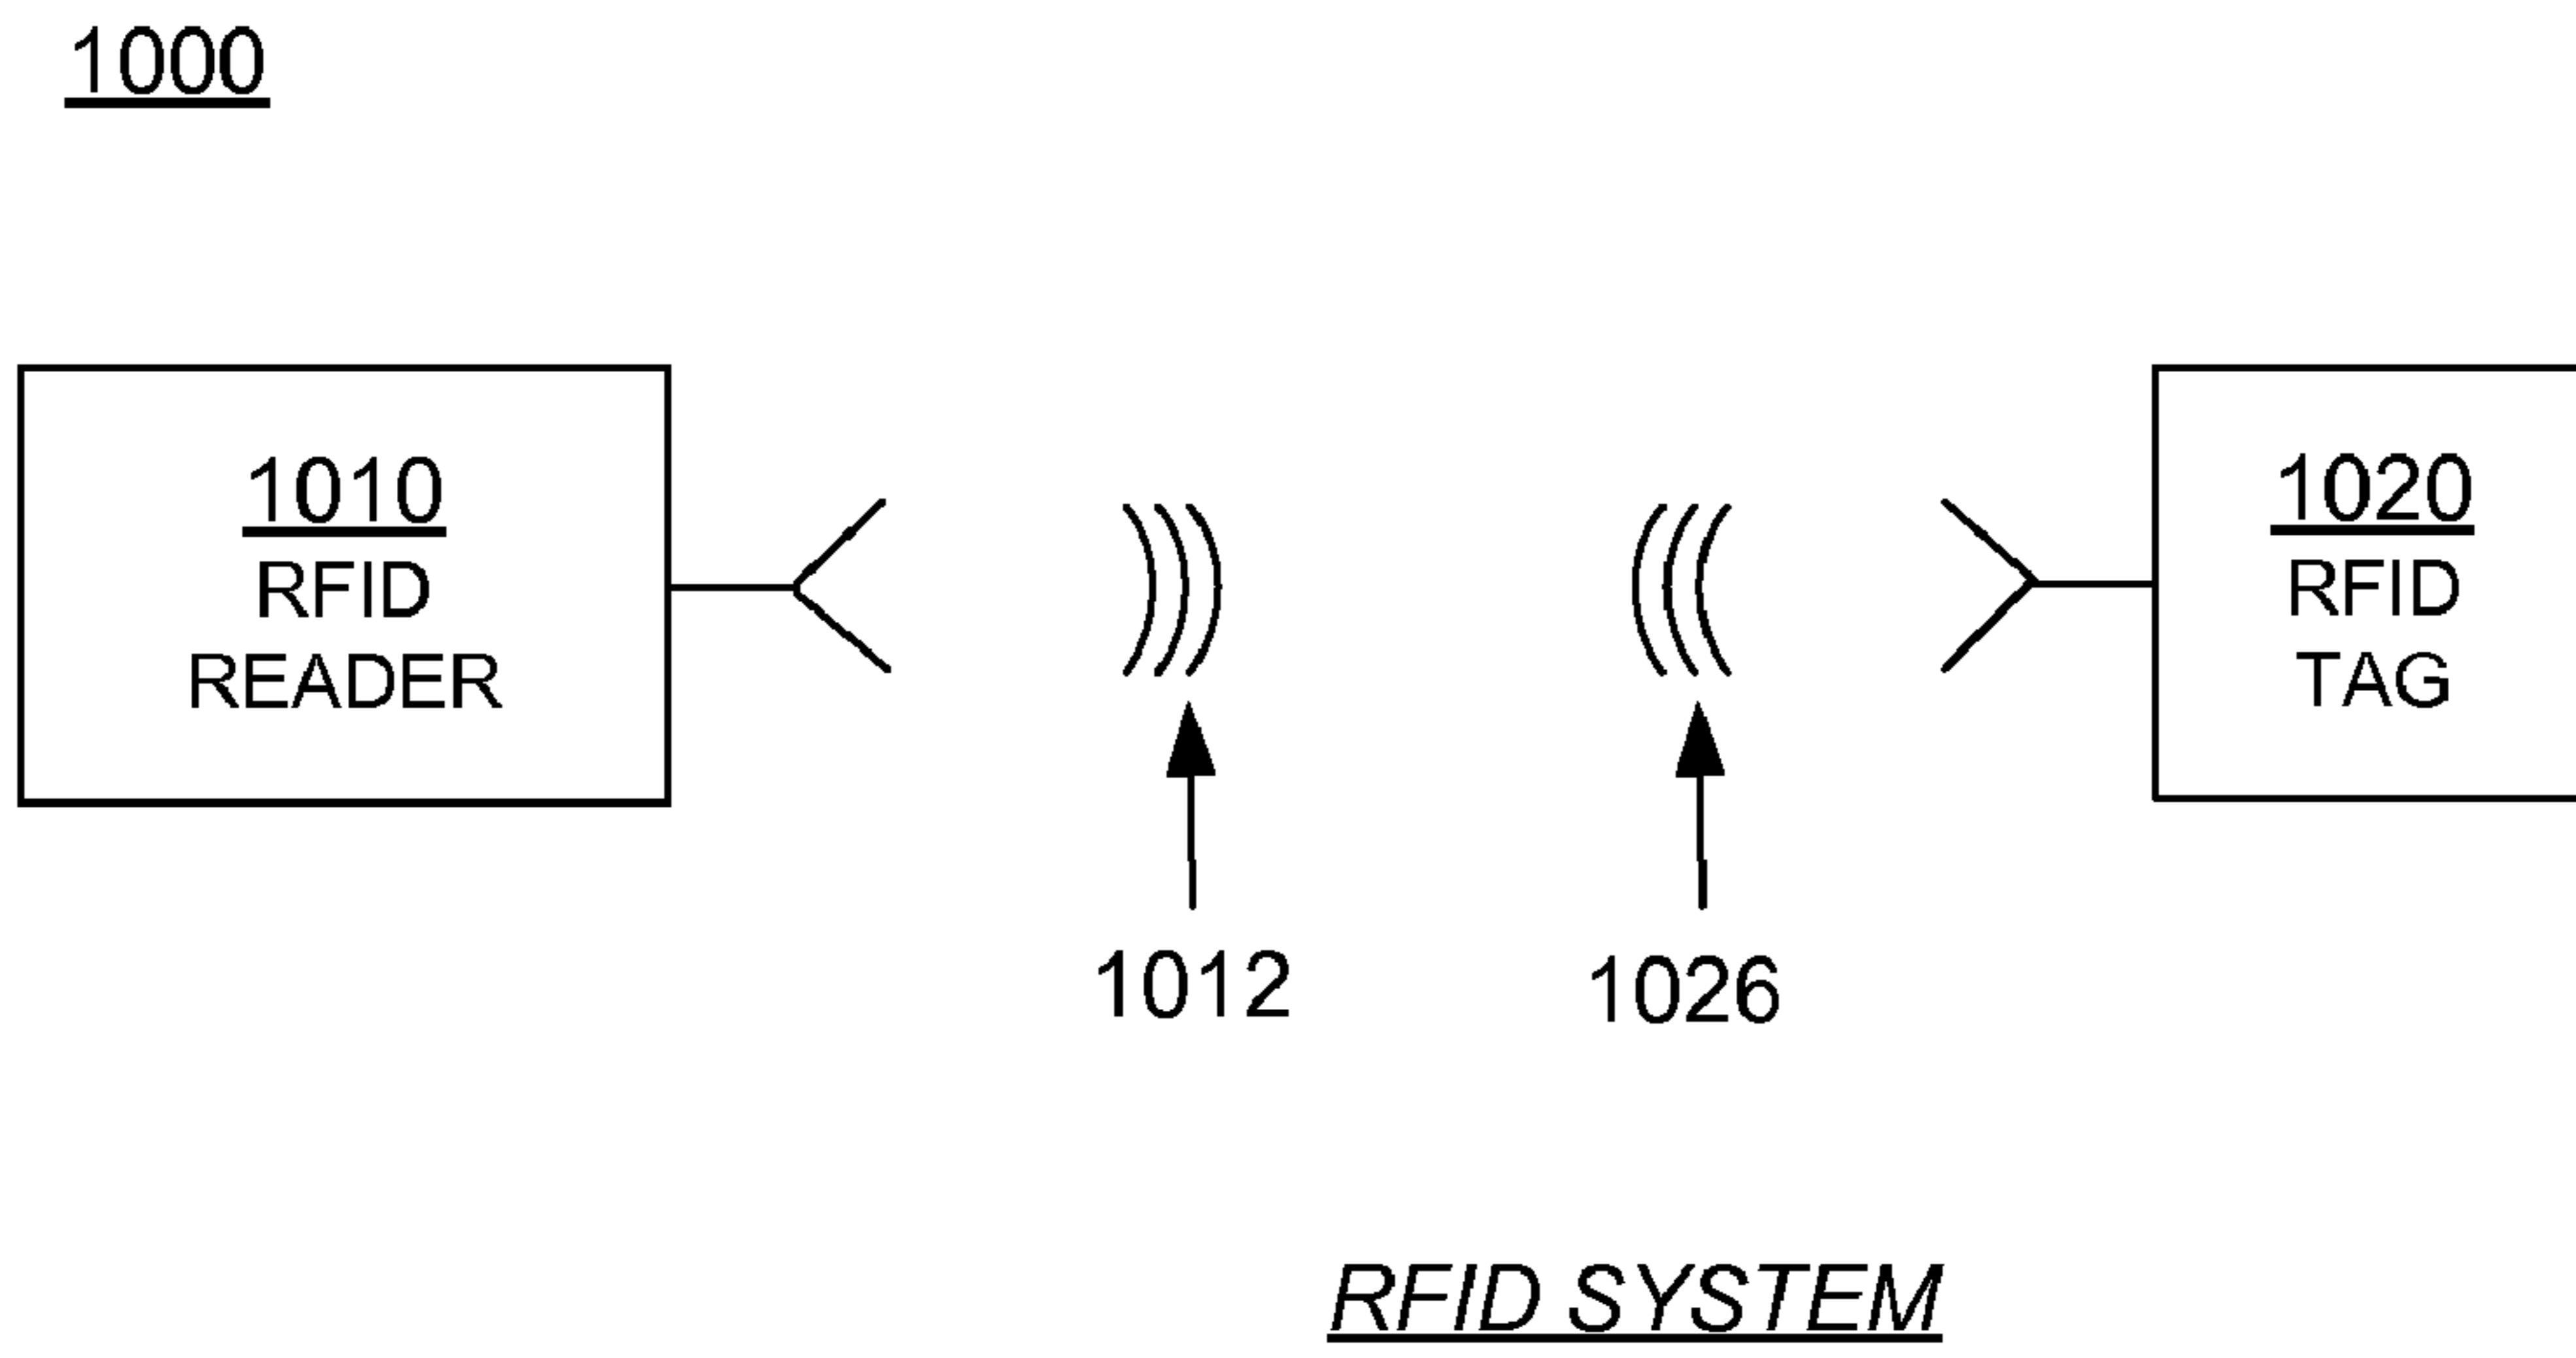 1000
1010
RFID
READER
1020
RFID
TAG
1012
1026
RFID SYSTEM